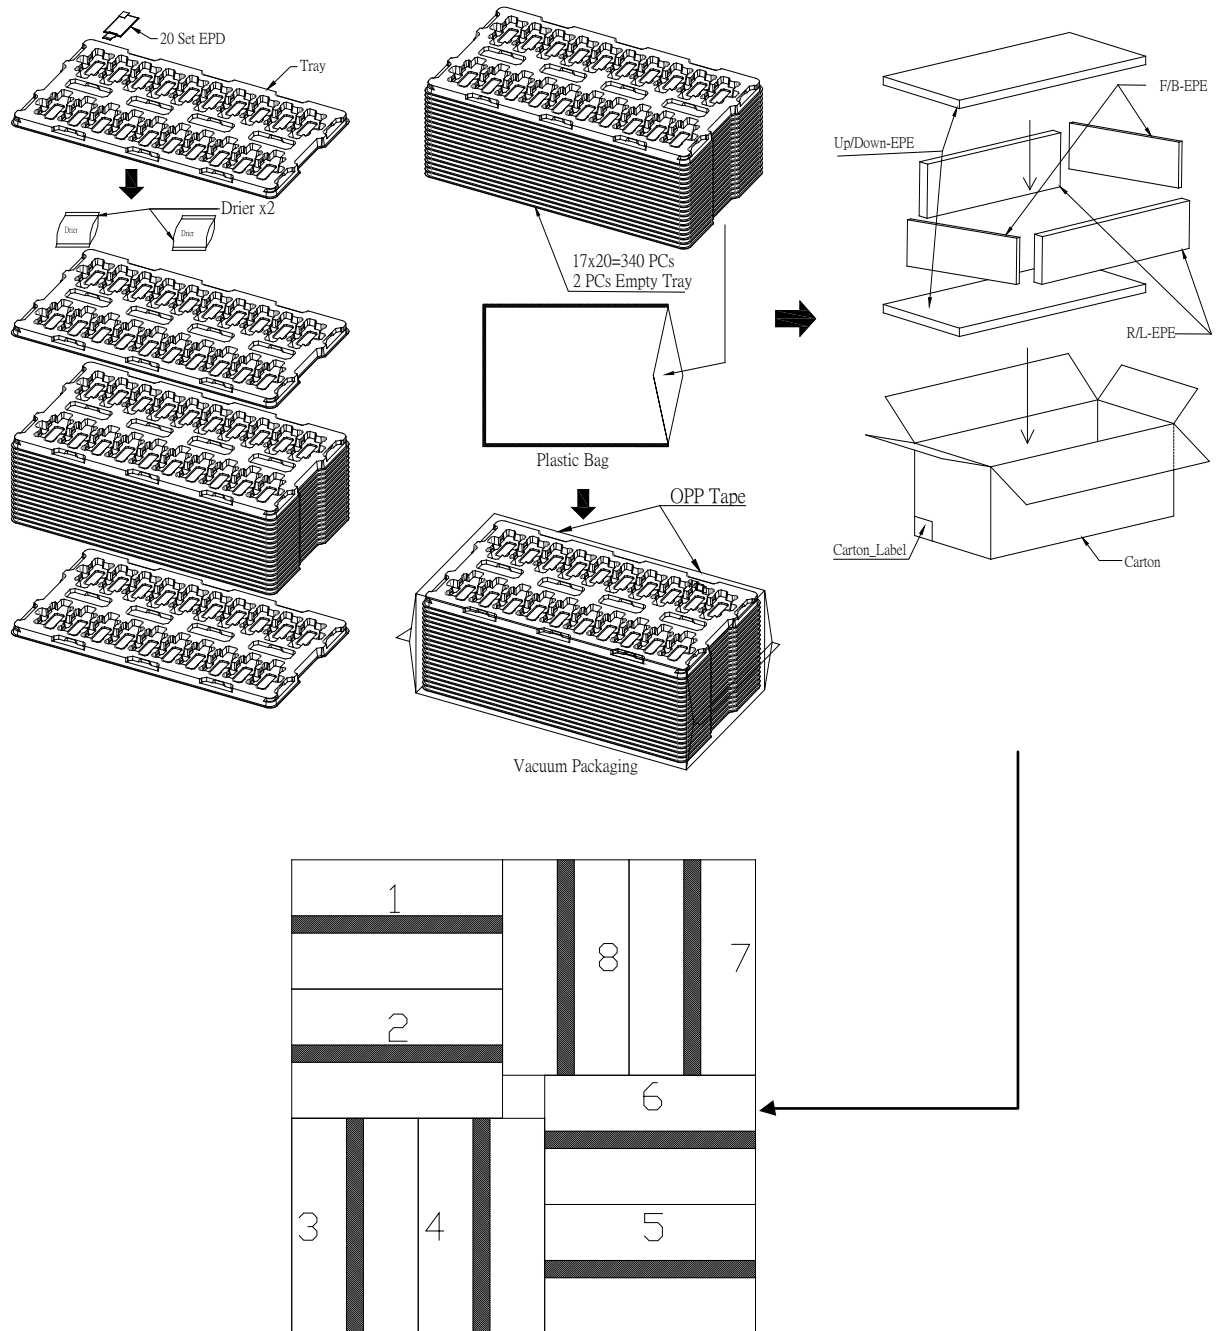 20 Set EPD
Tray
Drier x2
Drier
Drier
17x20=340 PCs
2 PCs Empty Tray
Plastic Bag
OPP Tape
Vacuum Packaging
F/B-EPE
Up/Down-EPE
R/L-EPE
Carton_Label
Carton
1
2
8
7
6
3
4
5